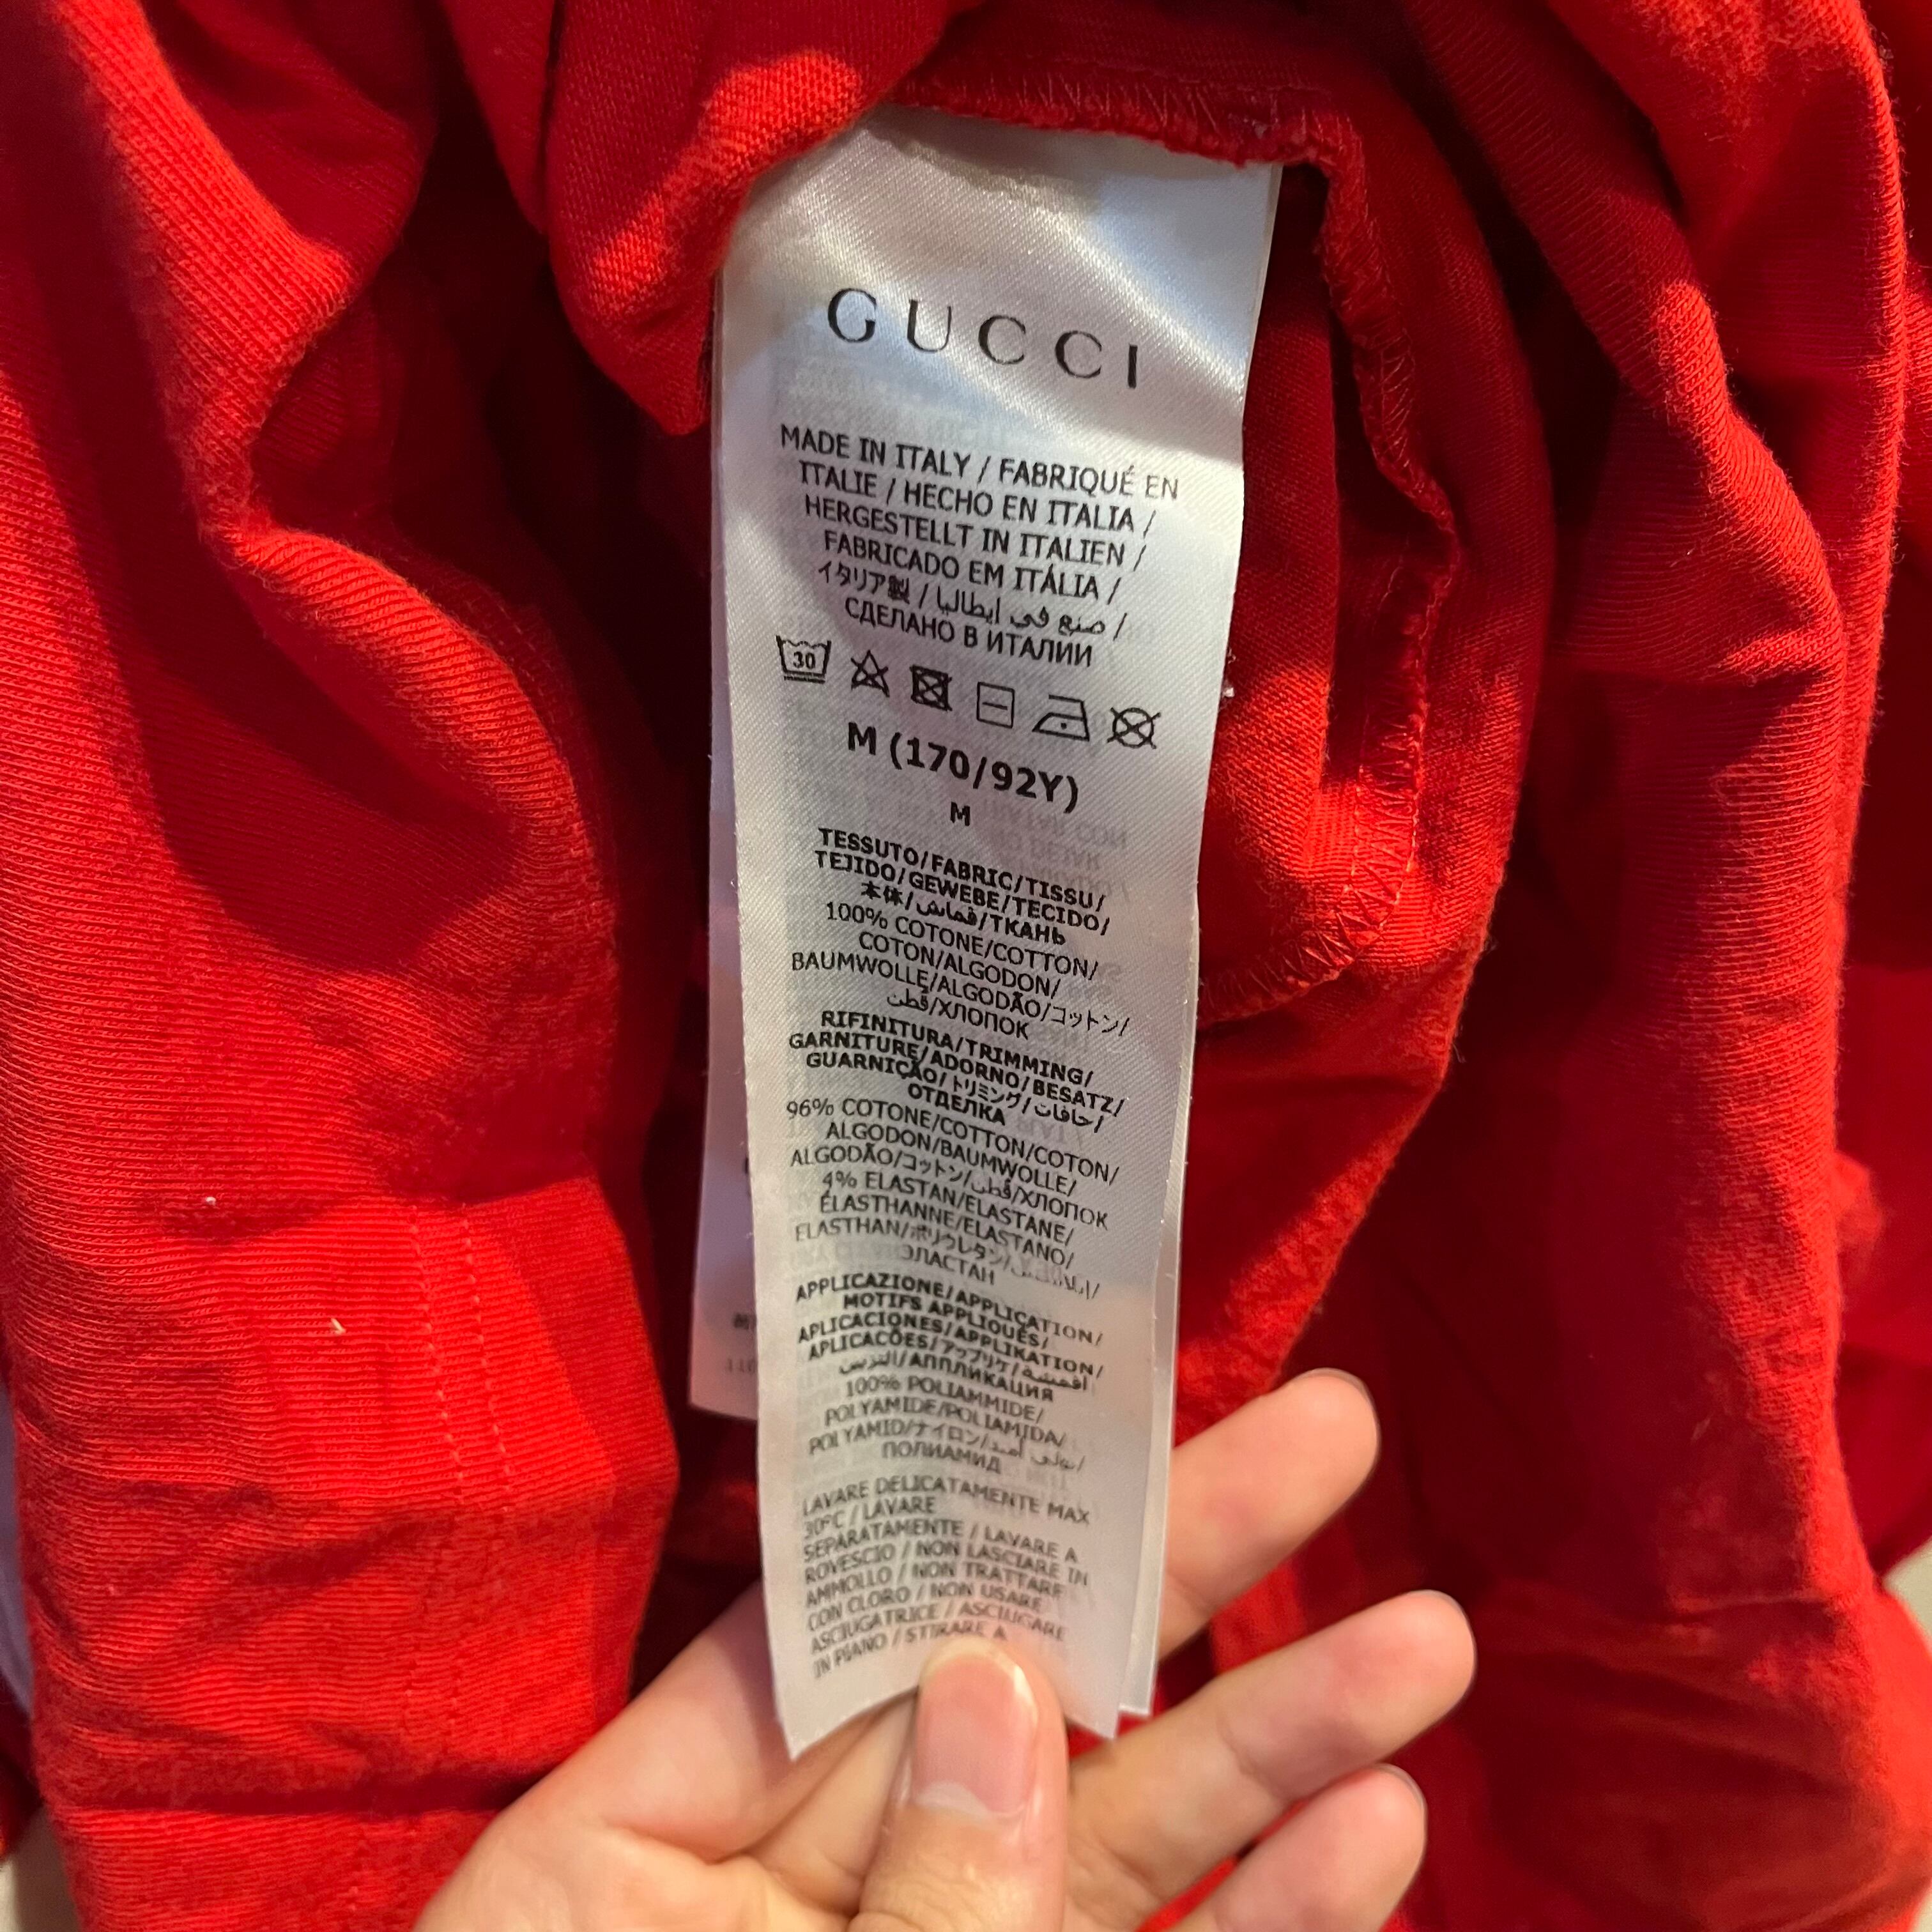 GUCCI
MADE IN ITALY / FABRIQUÉ EN
ITALIE / HECHO EN ITALIA /
HERGESTELLT IN ITALIEN /
FABRICADO EM ITÁLIA /
イタリア製 / صنع في ايطاليا /
СДЕЛАНО В ИТАЛИИ
30
M (170/92Y)
M
TESSUTO/FABRIC/TISSU/
TEJIDO/GEWEBE/TECIDO/
本体/قماش/ТКАНЬ
100% COTONE/COTTON/
COTON/ALGODON/
BAUMWOLLE/ALGODÃO/コットン/
قطن/ХЛОПОК
RIFINITURA/TRIMMING/
GARNITURE/ADORNO/BESATZ/
GUARNIÇÃO/トリミング/حافات/
ОТДЕЛКА
96% COTONE/COTTON/COTON/
ALGODON/BAUMWOLLE/
ALGODÃO/コットン/قطن/ХЛОПОК
4% ELASTAN/ELASTANE/
ÉLASTHANNE/ELASTANO/
ELASTHAN/ポリウレタン/
ЭЛАСТАН
APPLICAZIONE/APPLICATION/
MOTIFS APPLIQUÉS/
APLICACIONES/APPLIKATION/
APLICAÇÕES/アップリケ/اقمشة
التزيين/АППЛИКАЦИЯ
100% POLIAMMIDE/
POLYAMIDE/POLIAMIDA/
POLYAMID/ナイロン/بولي أميد/
ПОЛИАМИД
LAVARE DELICATAMENTE MAX
30°C / LAVARE
SEPARATAMENTE / LAVARE A
ROVESCIO / NON LASCIARE IN
AMMOLLO / NON TRATTARE
CON CLORO / NON USARE
ASCIUGATRICE / ASCIUGARE
IN PIANO / STIRARE A